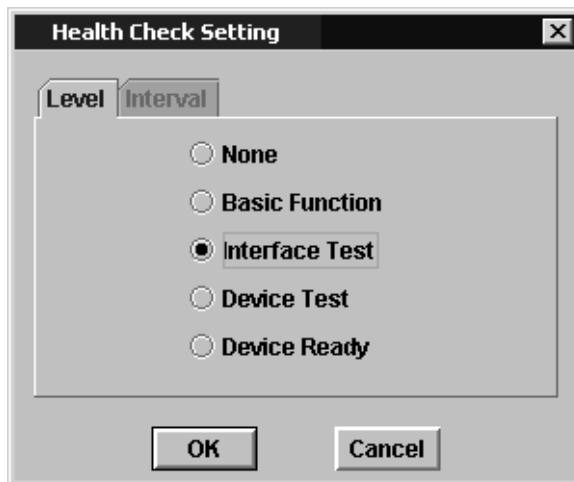 Health Check Setting
Level Interval
None
Basic Function
Interface Test
Device Test
Device Ready
OK Cancel